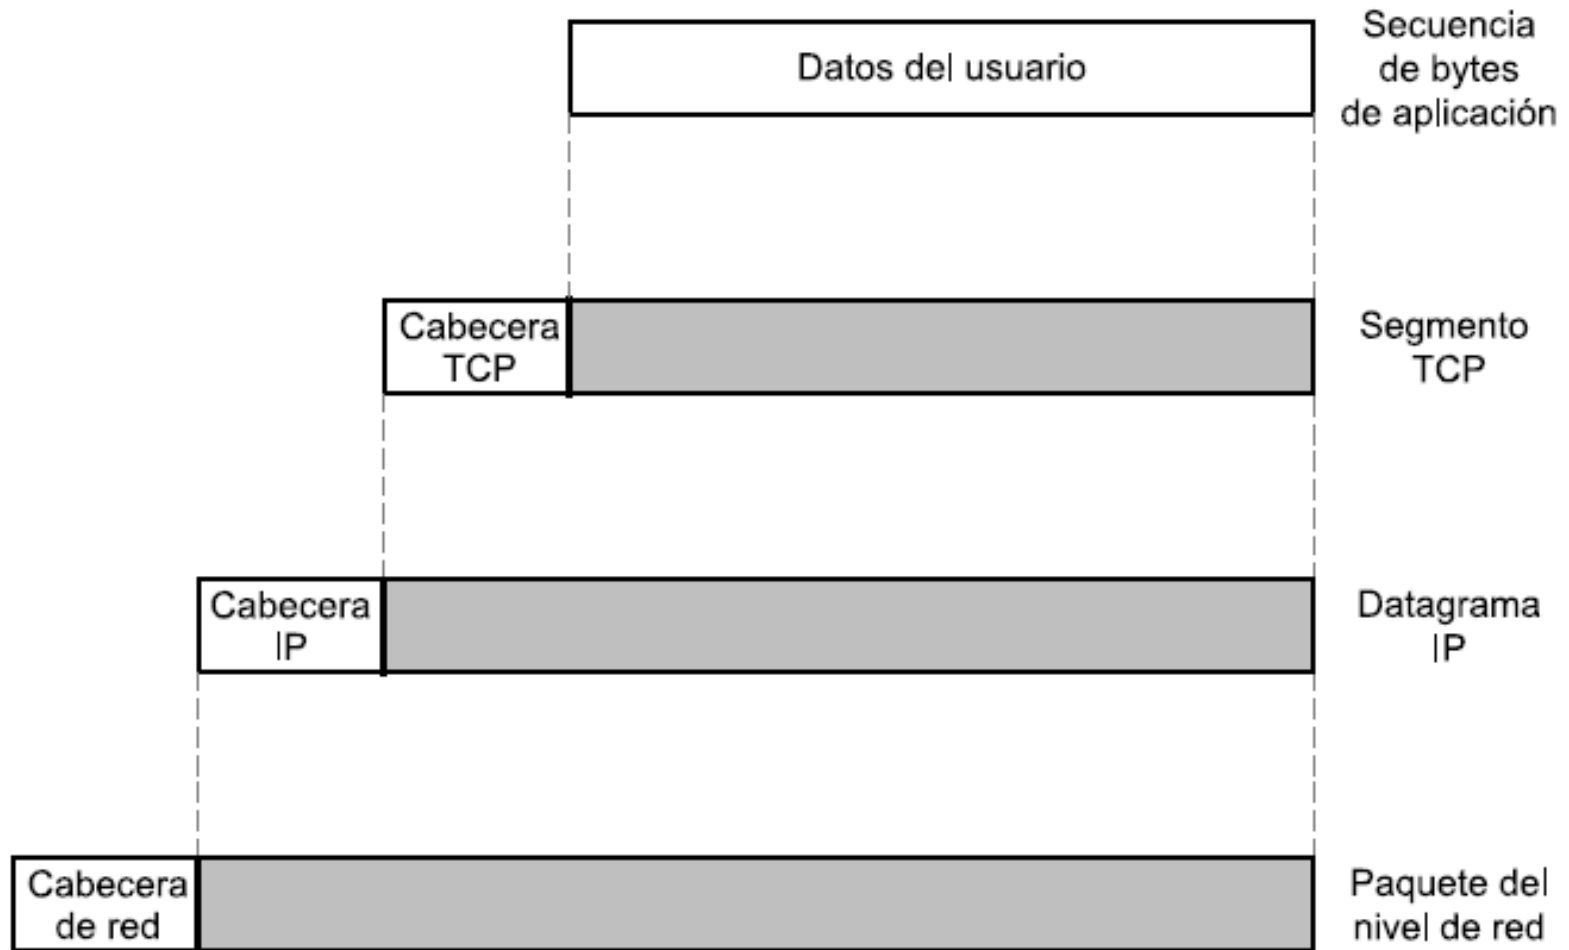 Datos del usuario
Secuencia
de bytes
de aplicación
Cabecera
TCP
Segmento
TCP
Cabecera
IP
Datagrama
IP
Cabecera
de red
Paquete del
nivel de red